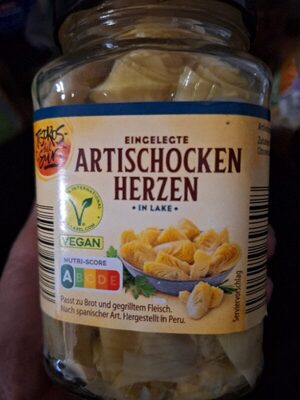 EINGELEGTE
ARTISCHOCKEN
HERZEN
• IN LAKE •
VEGAN
NUTRI-SCORE
A B C D E
Passt zu Brot und gegrilltem Fleisch.
Nach spanischer Art. Hergestellt in Peru.
Serviervorschlag